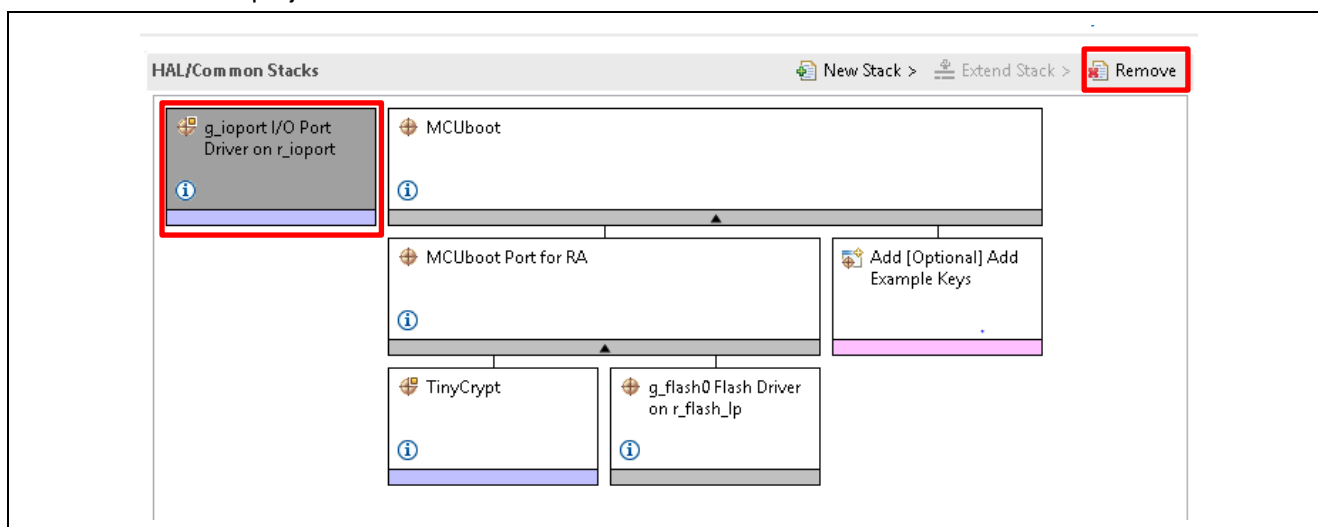 HAL/Common Stacks
New Stack >
Extend Stack >
Remove
g_ioport I/O Port
Driver on r_ioport
MCUboot
MCUboot Port for RA
Add [Optional] Add
Example Keys
TinyCrypt
g_flash0 Flash Driver
on r_flash_lp